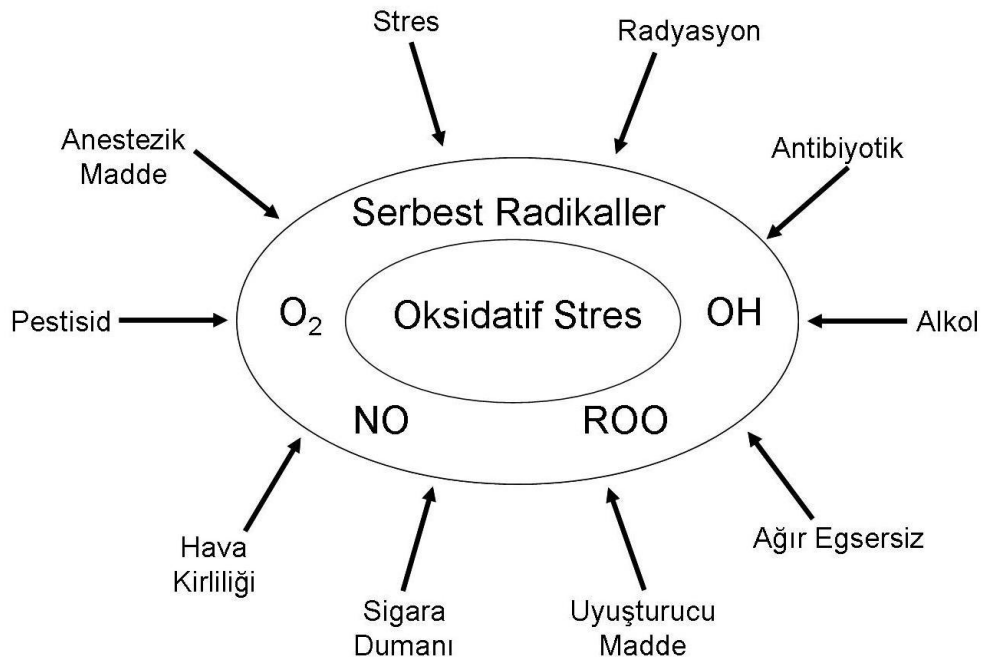 Stres
Radyasyon
Anestezik
Madde
Antibiyotik
Serbest Radikaller
Pestisid
O₂
Oksidatif Stres
OH
Alkol
NO
ROO
Hava
Kirliliği
Ağır Egsersiz
Sigara
Dumanı
Uyuşturucu
Madde